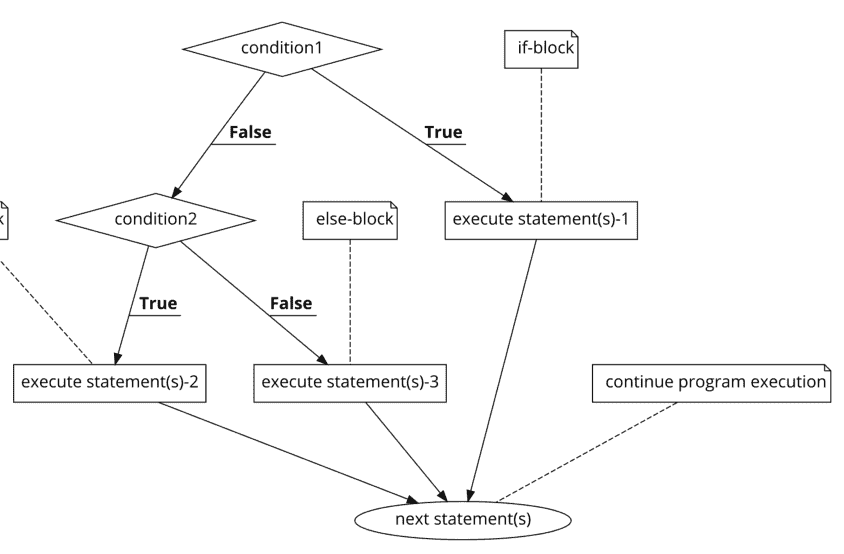 condition1
if-block
False
True
condition2
else-block
execute statement(s)-1
True
False
execute statement(s)-2
execute statement(s)-3
continue program execution
next statement(s)